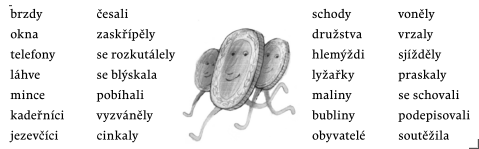 brzdy česali schody voněly
okna zaskřípěly družstva vrzaly
telefony se rozkutálely hlemýždi sjížděly
láhve se blýskala lyžařky praskaly
mince pobíhali maliny se schovali
kadeřníci vyzváněly bubliny podepisovali
jezevčíci cinkaly obyvatelé soutěžila